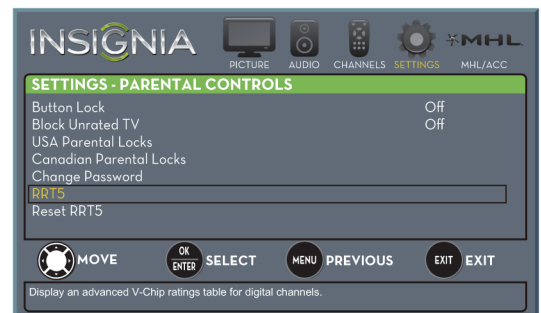 INSIGNIA
PICTURE AUDIO CHANNELS SETTINGS MHL MHL/ACC
SETTINGS - PARENTAL CONTROLS
Button Lock Off
Block Unrated TV Off
USA Parental Locks
Canadian Parental Locks
Change Password
RRT5
Reset RRT5
MOVE OK ENTER SELECT MENU PREVIOUS EXIT EXIT
Display an advanced V-Chip ratings table for digital channels.